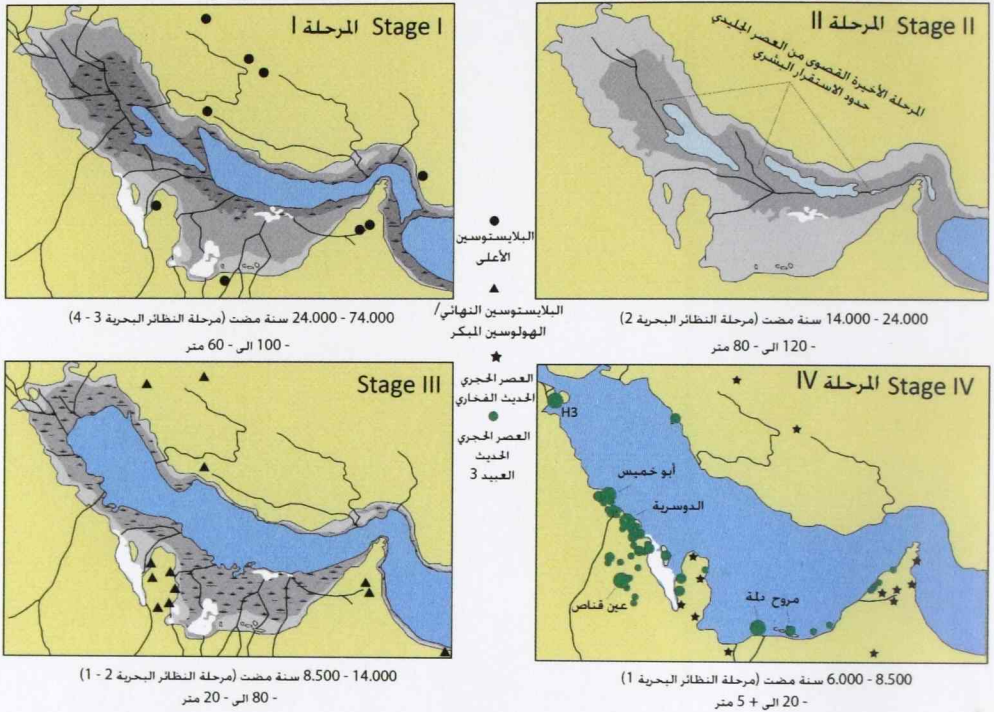 المرحلة I Stage I
74.000 - 24.000 سنة مضت (مرحلة النظائر البحرية 3 - 4)
- 100 الى - 60 متر
المرحلة II Stage II
المرحلة الأخيرة القصوى من العصر الجليدي
حدود الاستقرار البشري
24.000 - 14.000 سنة مضت (مرحلة النظائر البحرية 2)
- 120 الى - 80 متر
البلايستوسين
الأعلى
البلايستوسين النهائي/
الهولوسين المبكر
العصر الحجري
الحديث الفخاري
العصر الحجري
الحديث
العبيد 3
Stage III
14.000 - 8.500 سنة مضت (مرحلة النظائر البحرية 2 - 1)
- 80 الى - 20 متر
المرحلة IV Stage IV
H3
أبو خميس
الدوسرية
عين قناص
مروح دلمة
8.500 - 6.000 سنة مضت (مرحلة النظائر البحرية 1)
- 20 الى + 5 متر